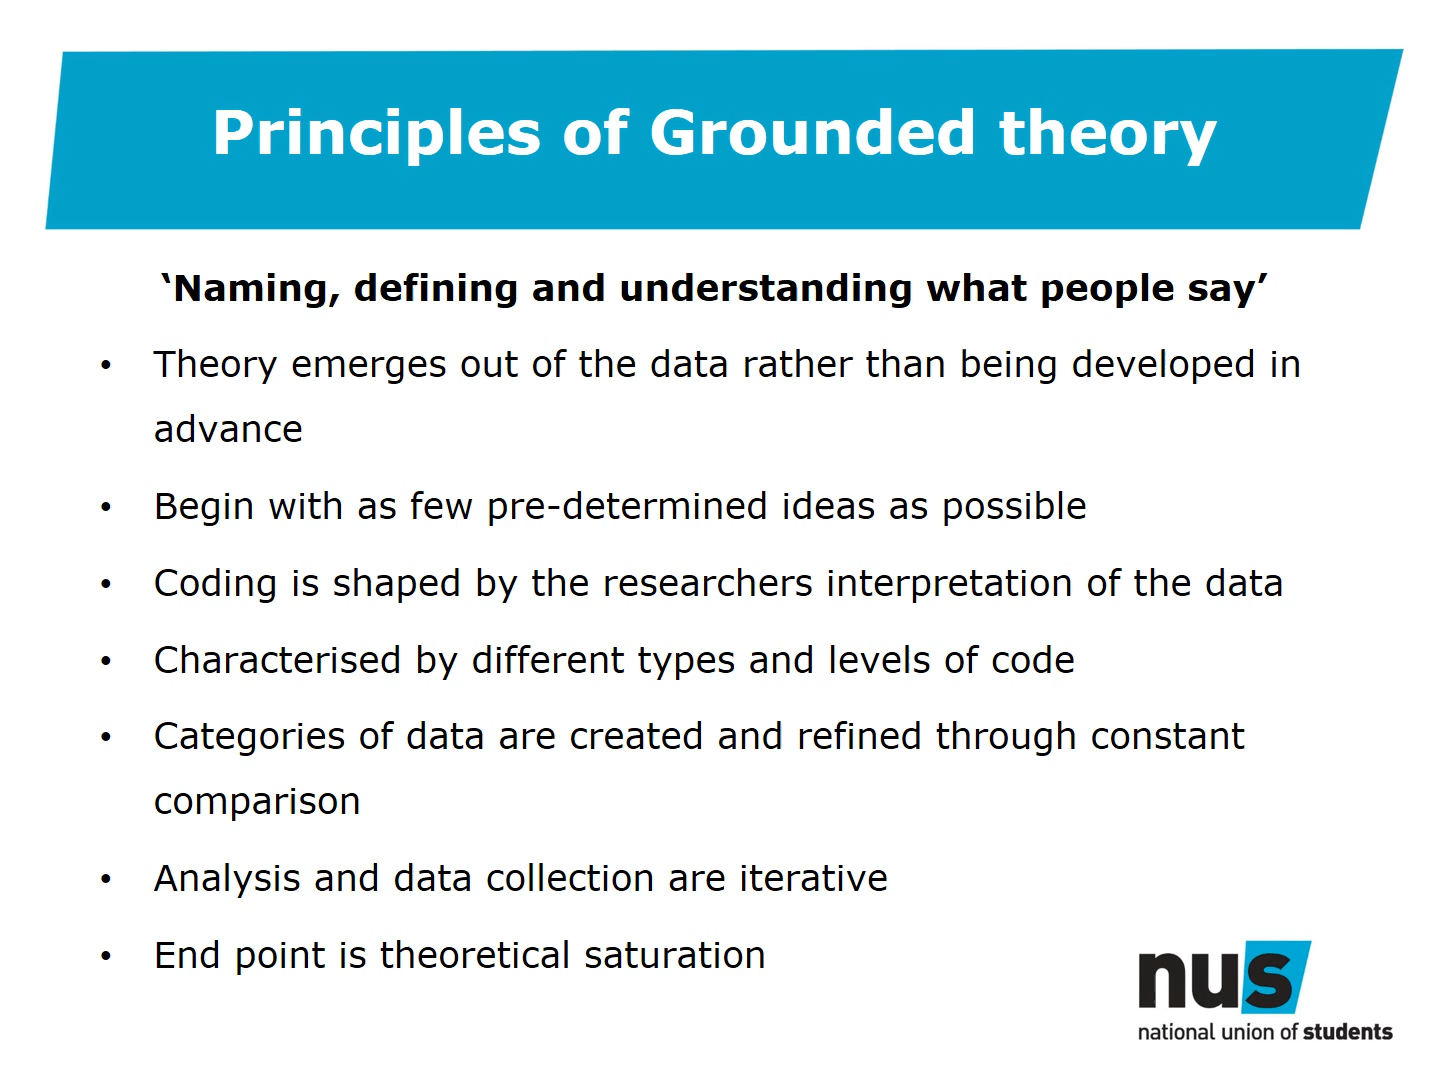 Principles of Grounded theory
‘Naming, defining and understanding what people say’
• Theory emerges out of the data rather than being developed in
advance
• Begin with as few pre-determined ideas as possible
• Coding is shaped by the researchers interpretation of the data
• Characterised by different types and levels of code
• Categories of data are created and refined through constant
comparison
• Analysis and data collection are iterative
• End point is theoretical saturation
nus
national union of students